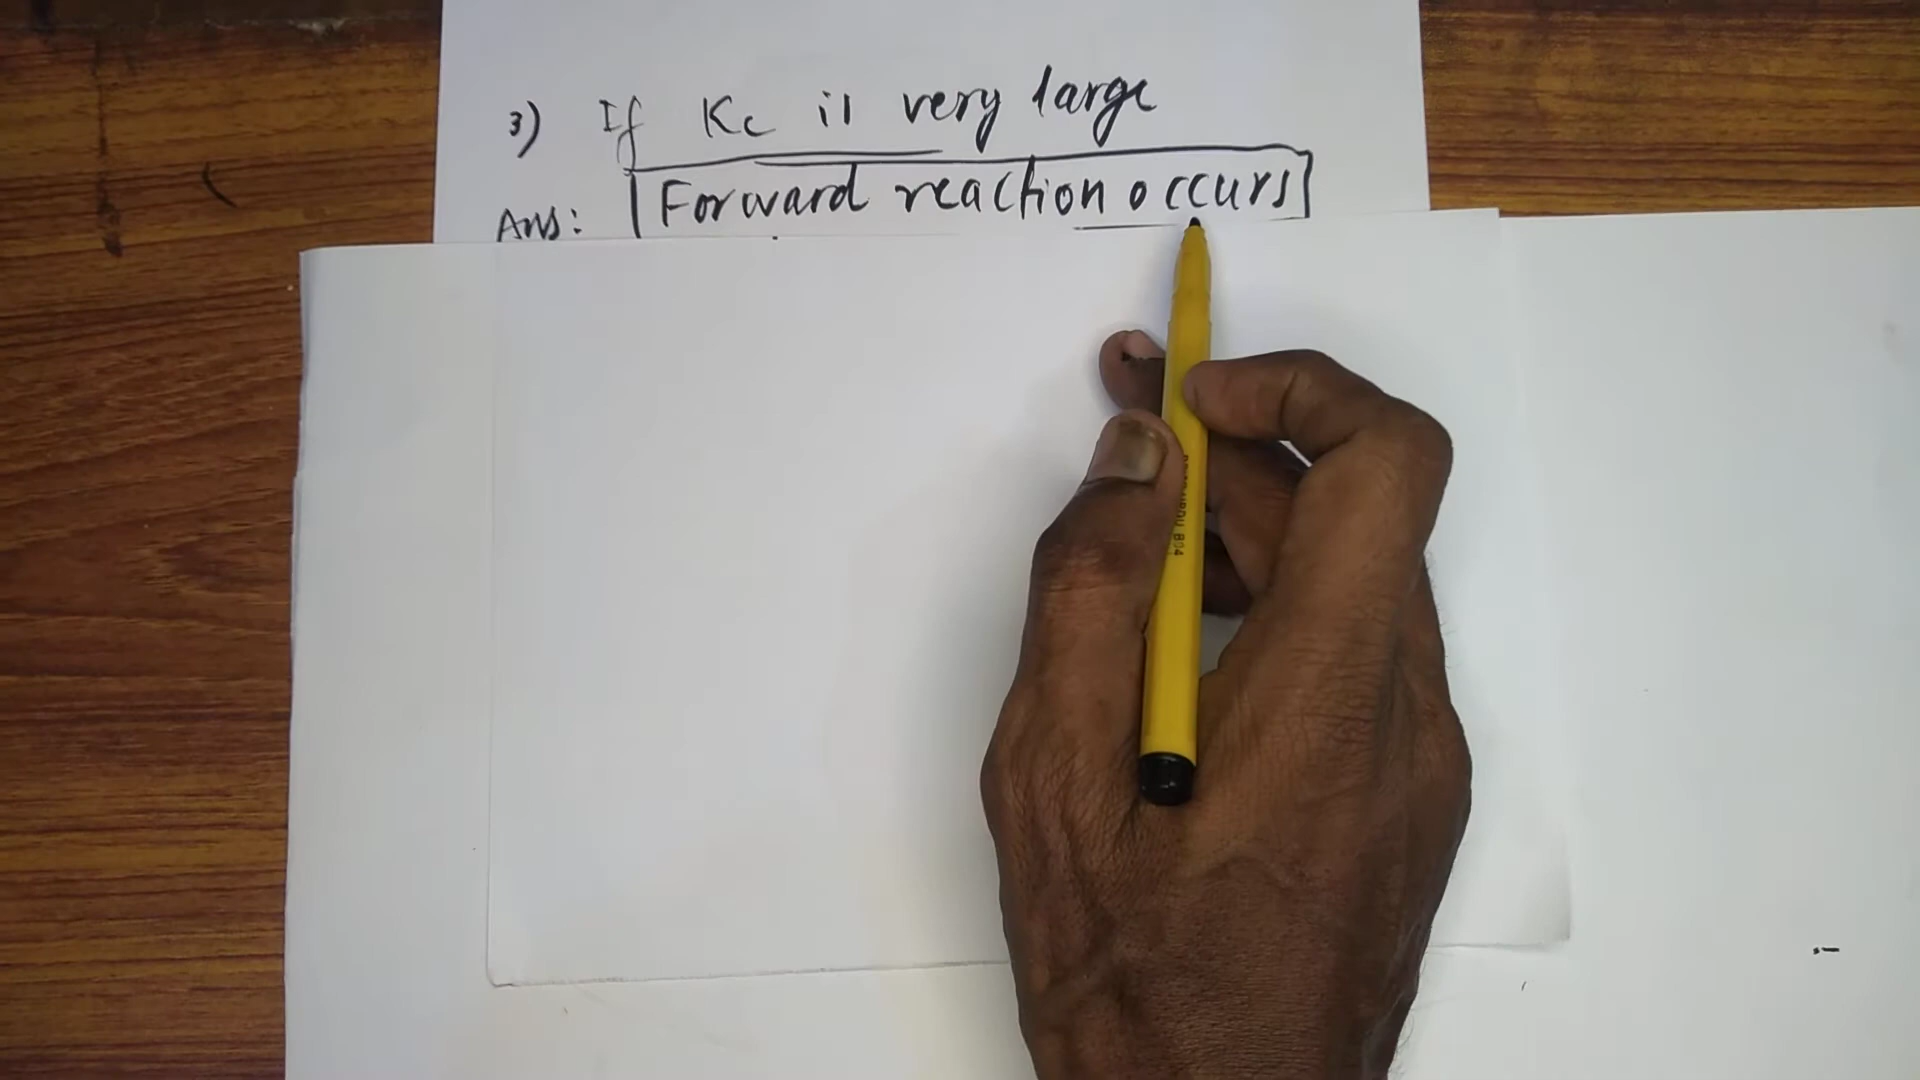 3) If Kc is very large
Ans: Forward reaction occurs